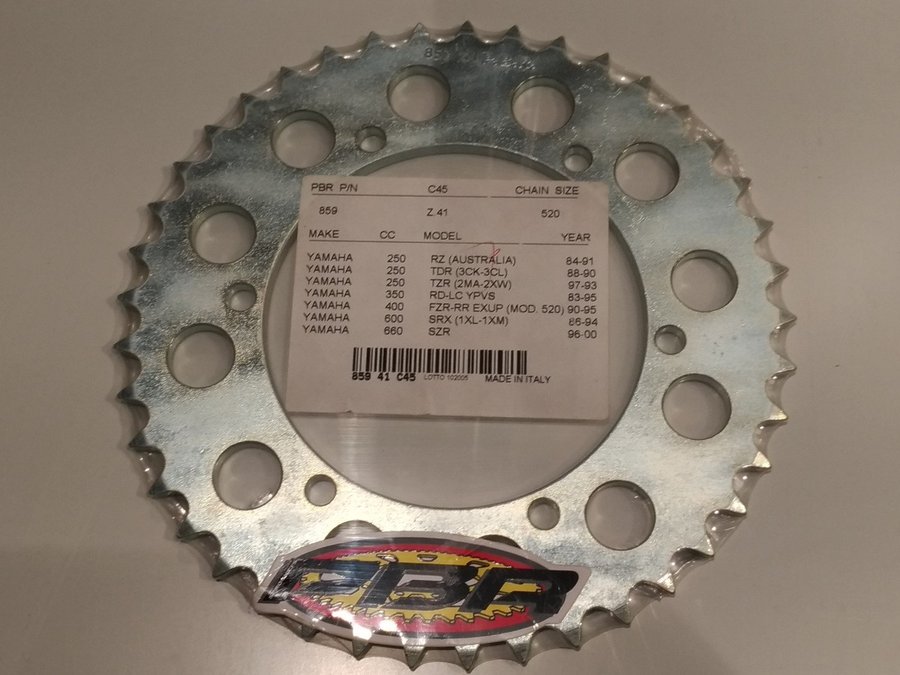 859 41
PBR P/N C45 CHAIN SIZE
859 Z.41 520
MAKE CC MODEL YEAR
YAMAHA 250 RZ (AUSTRALIA) 84-91
YAMAHA 250 TDR (3CK-3CL) 88-90
YAMAHA 250 TZR (2MA-2XW) 97-93
YAMAHA 350 RD-LC YPVS 83-95
YAMAHA 400 FZR-RR EXUP (MOD. 520) 90-95
YAMAHA 600 SRX (1XL-1XM) 86-94
YAMAHA 660 SZR 96-00
859 41 C45 LOTTO 102005 MADE IN ITALY
PBR